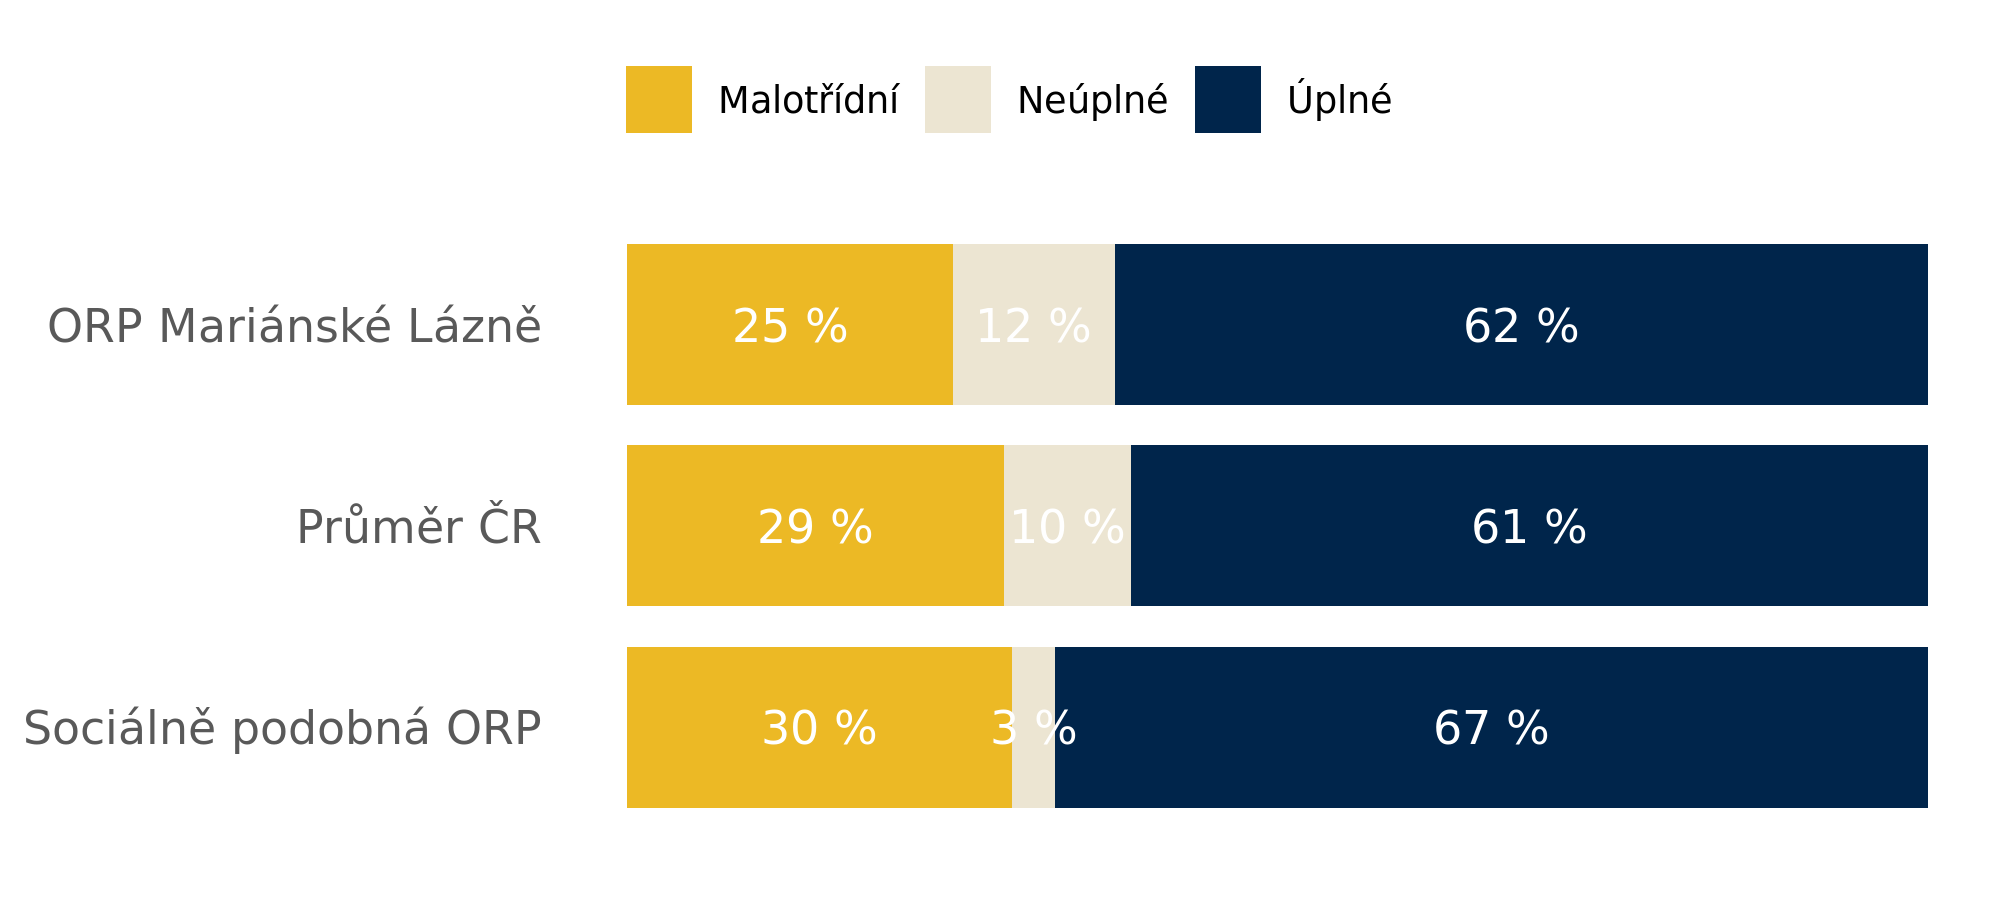 Malotřídní Neúplné Úplné
ORP Mariánské Lázně 25 % 12 % 62 %
Průměr ČR 29 % 10 % 61 %
Sociálně podobná ORP 30 % 3 % 67 %